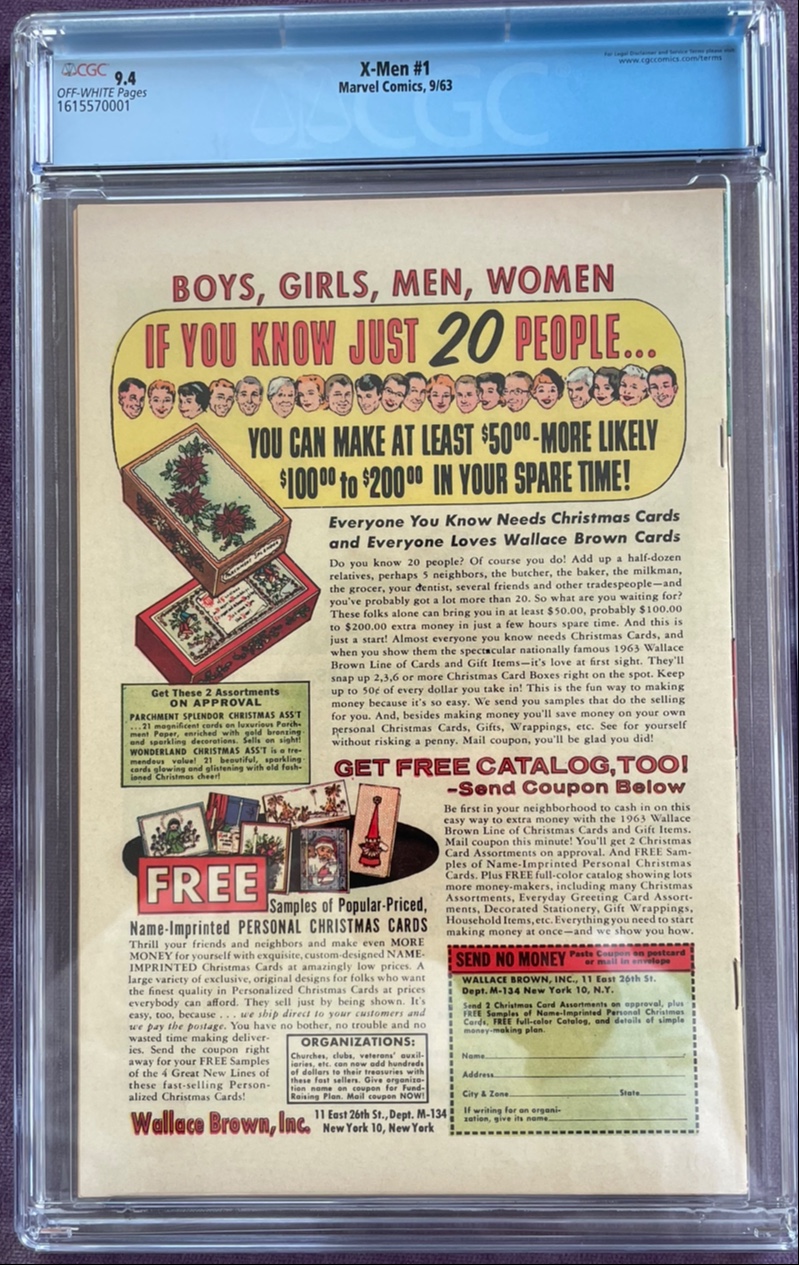 CGC 9.4
OFF-WHITE Pages
1615570001
X-Men #1
Marvel Comics, 9/63
For Legal Disclaimer and Service Terms please visit
www.cgccomics.com/terms
CGC
BOYS, GIRLS, MEN, WOMEN
IF YOU KNOW JUST 20 PEOPLE...
YOU CAN MAKE AT LEAST $50⁰⁰-MORE LIKELY
$100⁰⁰ to $200⁰⁰ IN YOUR SPARE TIME!
PARCHMENT SPLENDOR
Everyone You Know Needs Christmas Cards
and Everyone Loves Wallace Brown Cards
Do you know 20 people? Of course you do! Add up a half-dozen
relatives, perhaps 5 neighbors, the butcher, the baker, the milkman,
the grocer, your dentist, several friends and other tradespeople—and
you've probably got a lot more than 20. So what are you waiting for?
These folks alone can bring you in at least $50.00, probably $100.00
to $200.00 extra money in just a few hours spare time. And this is
just a start! Almost everyone you know needs Christmas Cards, and
when you show them the spectacular nationally famous 1963 Wallace
Brown Line of Cards and Gift Items—it's love at first sight. They'll
snap up 2,3,6 or more Christmas Card Boxes right on the spot. Keep
up to 50¢ of every dollar you take in! This is the fun way to making
money because it's so easy. We send you samples that do the selling
for you. And, besides making money you'll save money on your own
personal Christmas Cards, Gifts, Wrappings, etc. See for yourself
without risking a penny. Mail coupon, you'll be glad you did!
Get These 2 Assortments
ON APPROVAL
PARCHMENT SPLENDOR CHRISTMAS ASS'T
...21 magnificent cards on luxurious Parch-
ment Paper, enriched with gold bronzing
and sparkling decorations. Sells on sight!
WONDERLAND CHRISTMAS ASS'T is a tre-
mendous value! 21 beautiful, sparkling
cards glowing and glistening with old fash-
ioned Christmas cheer!
GET FREE CATALOG,TOO!
-Send Coupon Below
Be first in your neighborhood to cash in on this
easy way to extra money with the 1963 Wallace
Brown Line of Christmas Cards and Gift Items.
Mail coupon this minute! You'll get 2 Christmas
Card Assortments on approval. And FREE Sam-
ples of Name-Imprinted Personal Christmas
Cards. Plus FREE full-color catalog showing lots
more money-makers, including many Christmas
Assortments, Everyday Greeting Card Assort-
ments, Decorated Stationery, Gift Wrappings,
Household Items, etc. Everything you need to start
making money at once—and we show you how.
FREE Samples of Popular-Priced,
Name-Imprinted PERSONAL CHRISTMAS CARDS
Thrill your friends and neighbors and make even MORE
MONEY for yourself with exquisite, custom-designed NAME-
IMPRINTED Christmas Cards at amazingly low prices. A
large variety of exclusive, original designs for folks who want
the finest quality in Personalized Christmas Cards at prices
everybody can afford. They sell just by being shown. It's
easy, too, because . . . we ship direct to your customers and
we pay the postage. You have no bother, no trouble and no
wasted time making deliver-
ies. Send the coupon right
away for your FREE Samples
of the 4 Great New Lines of
these fast-selling Person-
alized Christmas Cards!
ORGANIZATIONS:
Churches, clubs, veterans' auxil-
iaries, etc. can now add hundreds
of dollars to their treasuries with
these fast sellers. Give organiza-
tion name on coupon for Fund-
Raising Plan. Mail coupon NOW!
Wallace Brown, Inc. 11 East 26th St., Dept. M-134
New York 10, New York
SEND NO MONEY Paste Coupon on postcard
or mail in envelope
WALLACE BROWN, INC., 11 East 26th St.
Dept. M-134 New York 10, N.Y.
Send 2 Christmas Card Assortments on approval, plus
FREE Samples of Name-Imprinted Personal Christmas
Cards, FREE full-color Catalog, and details of simple
money-making plan.
Name
Address
City & Zone State
If writing for an organi-
zation, give its name